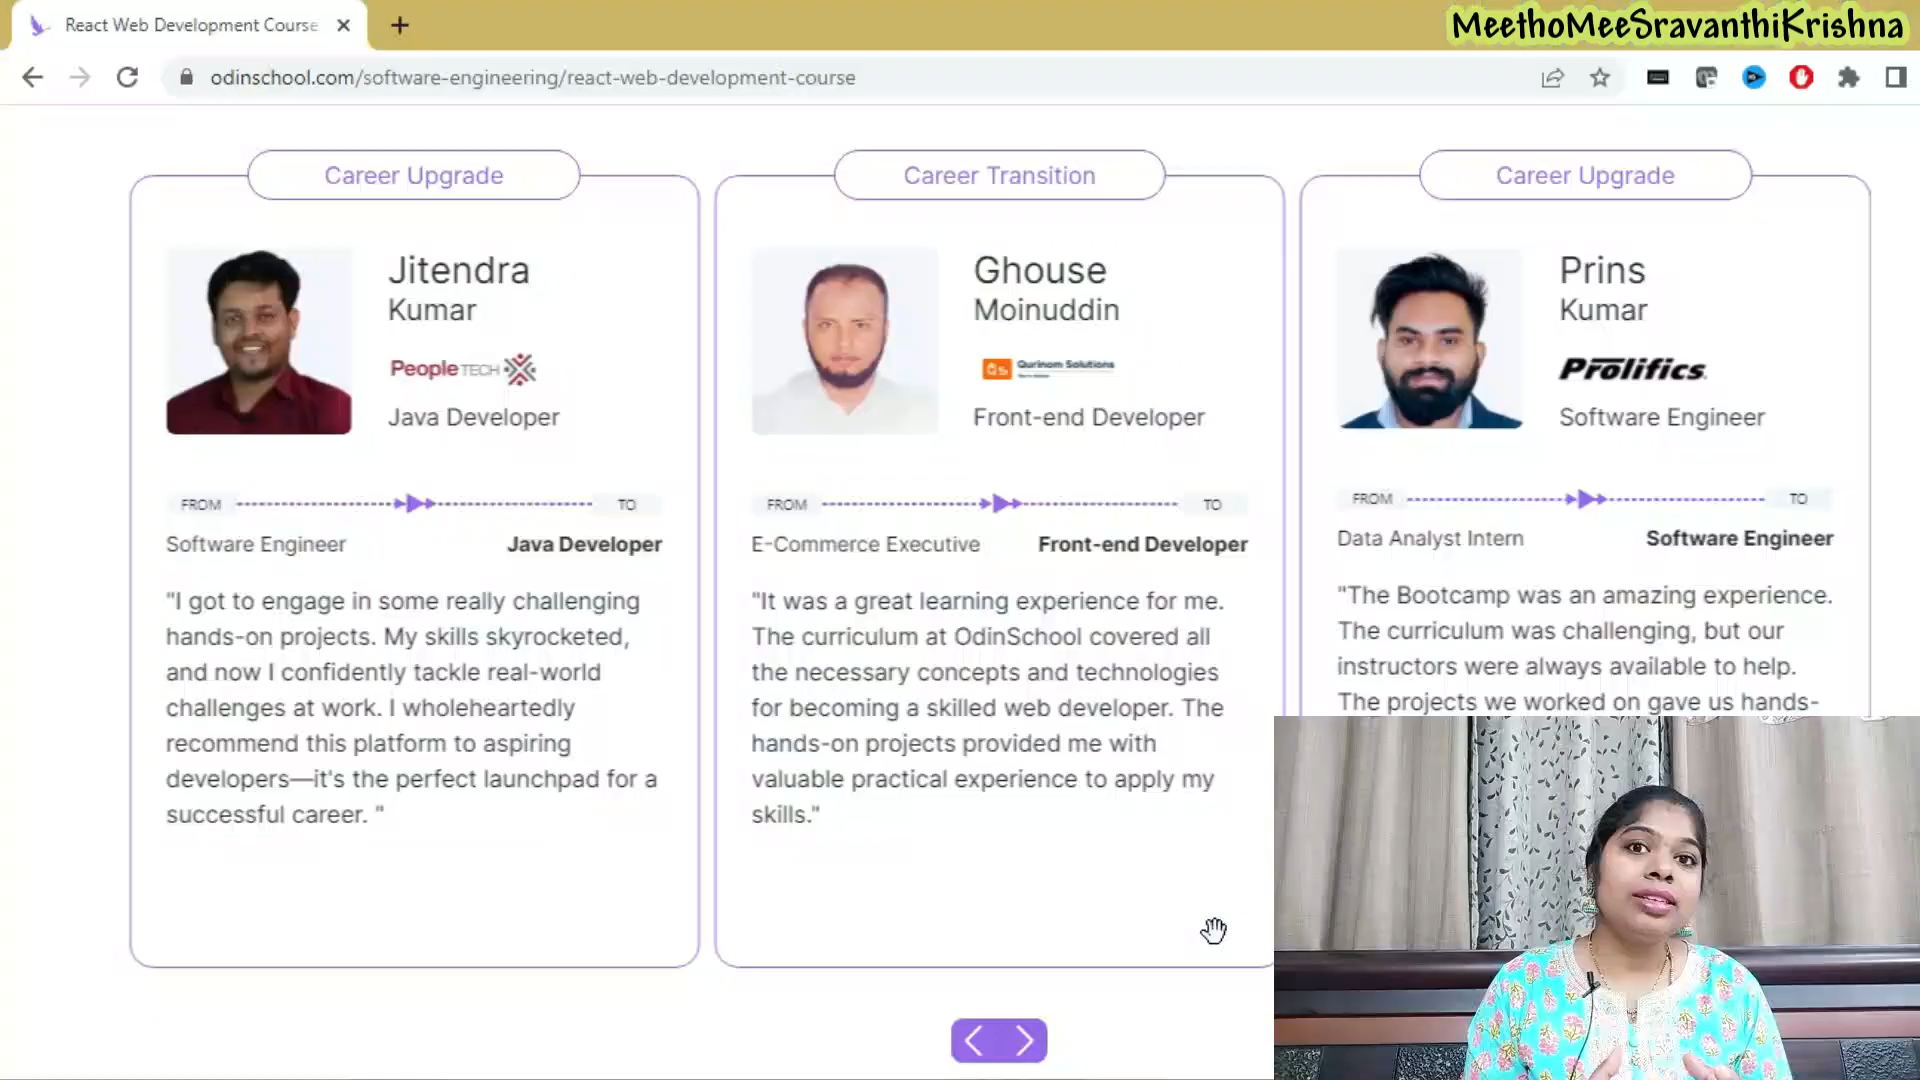 React Web Development Course
MeethoMeeSravanthiKrishna
odinschool.com/software-engineering/react-web-development-course
Career Upgrade
Jitendra
Kumar
People TECH
Java Developer
FROM
TO
Software Engineer
Java Developer
"I got to engage in some really challenging
hands-on projects. My skills skyrocketed,
and now I confidently tackle real-world
challenges at work. I wholeheartedly
recommend this platform to aspiring
developers—it's the perfect launchpad for a
successful career. "
Career Transition
Ghouse
Moinuddin
Qs Qurinom Solutions
Front-end Developer
FROM
TO
E-Commerce Executive
Front-end Developer
"It was a great learning experience for me.
The curriculum at OdinSchool covered all
the necessary concepts and technologies
for becoming a skilled web developer. The
hands-on projects provided me with
valuable practical experience to apply my
skills."
Career Upgrade
Prins
Kumar
Prolifics
Software Engineer
FROM
TO
Data Analyst Intern
Software Engineer
"The Bootcamp was an amazing experience.
The curriculum was challenging, but our
instructors were always available to help.
The projects we worked on gave us hands-